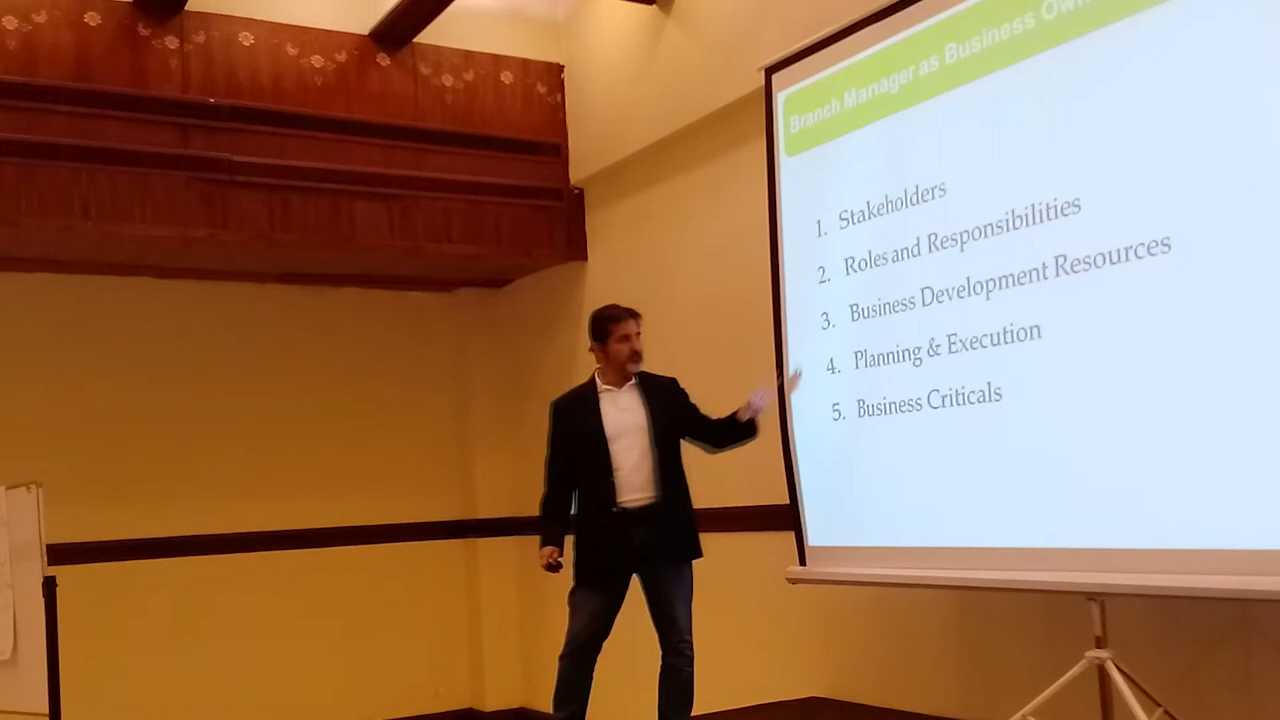 Branch Manager as Business
1. Stakeholders
2. Roles and Responsibilities
3. Business Development Resources
4. Planning & Execution
5. Business Criticals